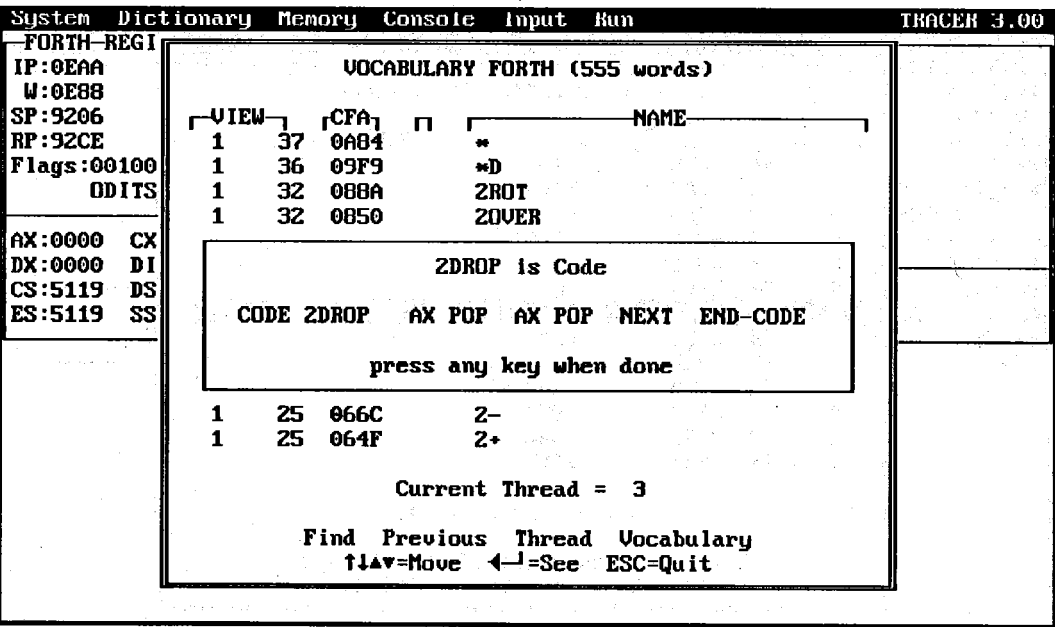 System Dictionary Memory Console Input Run TRACER 3.00
FORTH-REGI
IP:0EAA
W:0E88
SP:9206
RP:92CE
Flags:00100
ODITS
AX:0000 CX
DX:0000 DI
CS:5119 DS
ES:5119 SS
VOCABULARY FORTH (555 words)
VIEW CFA NAME
1 37 0A84 *
1 36 09F9 *D
1 32 088A 2ROT
1 32 0850 2OVER
2DROP is Code
CODE 2DROP AX POP AX POP NEXT END-CODE
press any key when done
1 25 066C 2-
1 25 064F 2+
Current Thread = 3
Find Previous Thread Vocabulary
↑↓▲▼=Move ◄┘=See ESC=Quit